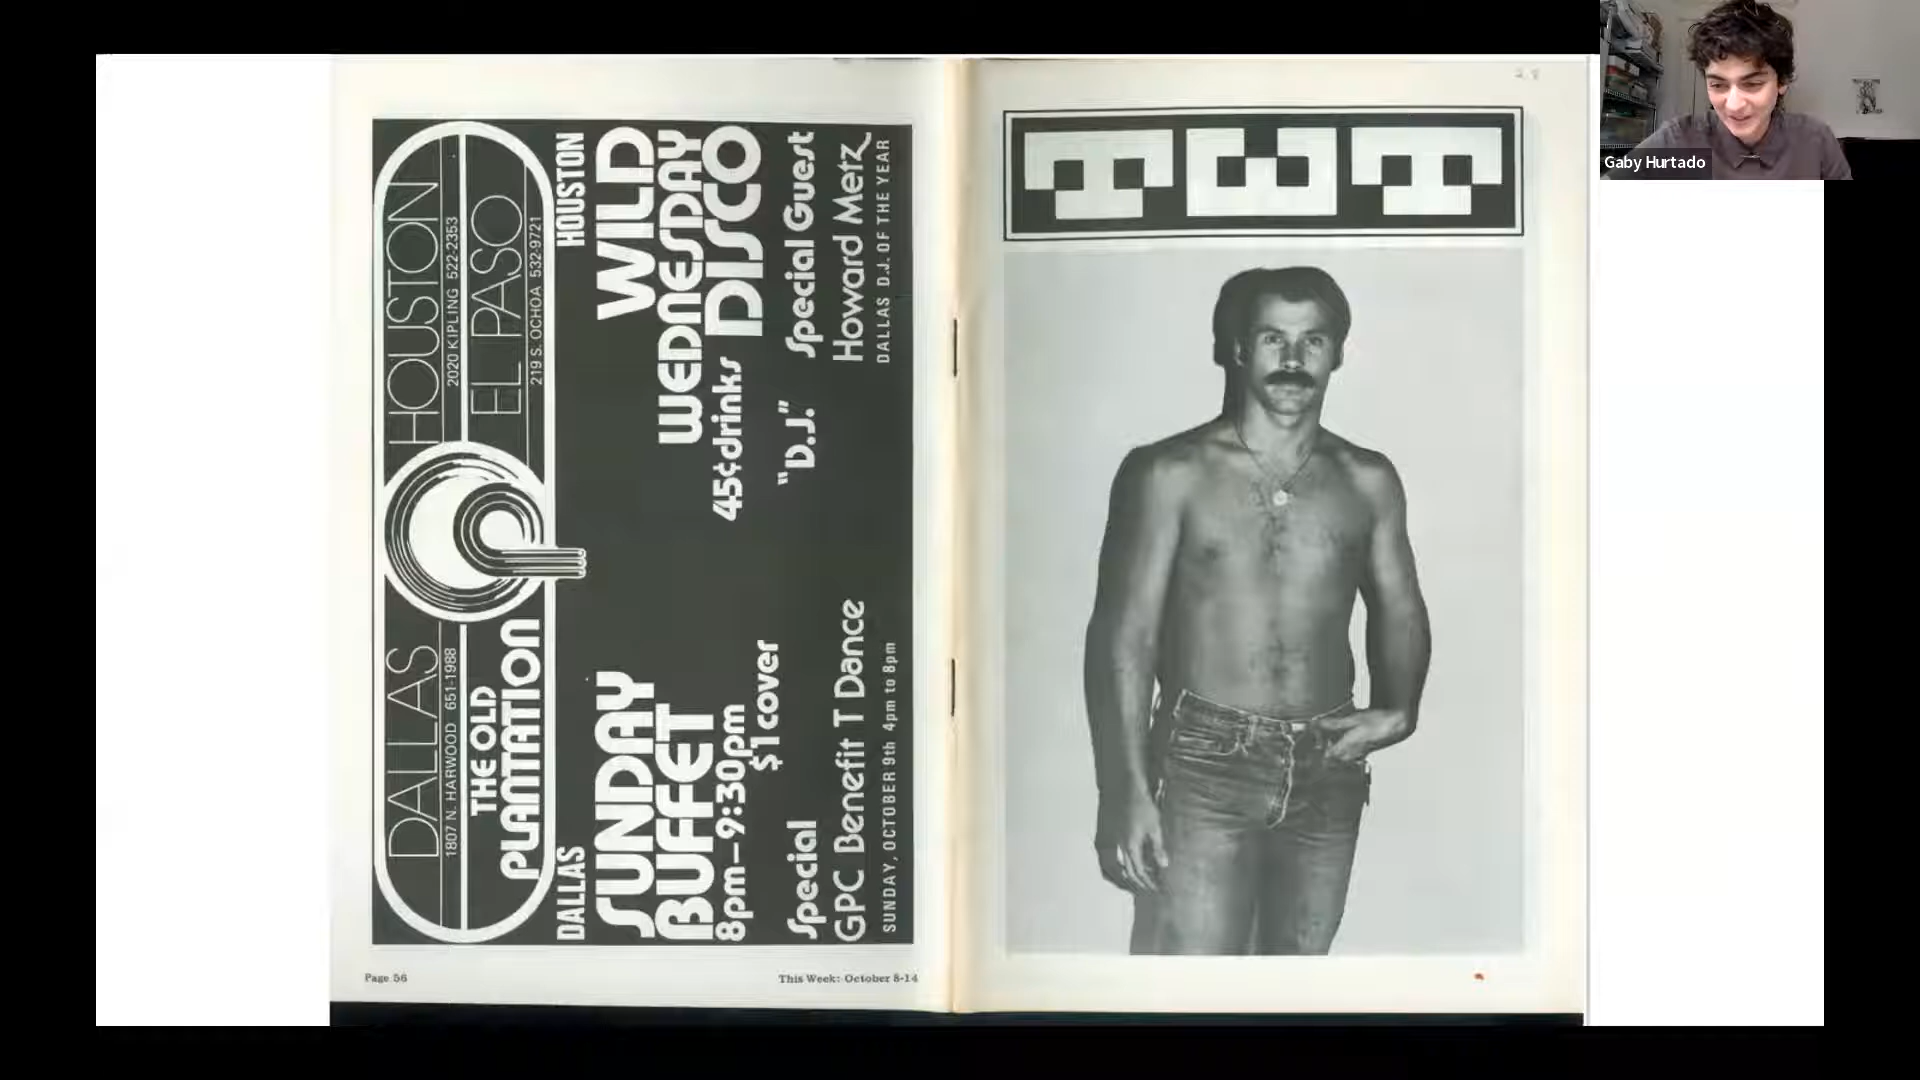 DALLAS
1807 N. HARWOOD 651-1988
THE OLD
PLANTATION
HOUSTON
2020 KIPLING 522-2353
EL PASO
219 S. OCHOA 532-9721
DALLAS
SUNDAY
BUFFET
8pm–9:30pm
$1 cover
Special
GPC Benefit T Dance
SUNDAY, OCTOBER 9th 4pm to 8pm
HOUSTON
WILD
WEDNESDAY
DISCO
45¢ drinks
"D.J." Special Guest
Howard Metz
DALLAS D.J. OF THE YEAR
Page 56
This Week: October 8-14
TWT
Gaby Hurtado